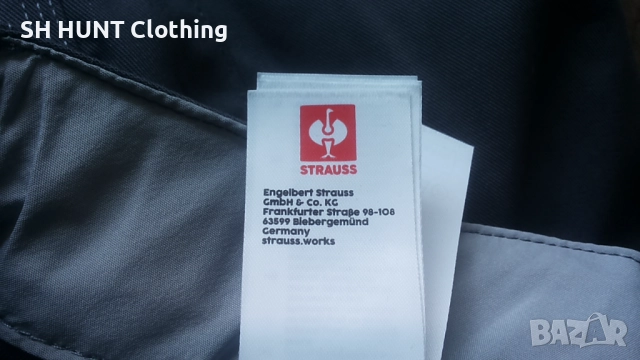 SH HUNT Clothing
STRAUSS
Engelbert Strauss
GmbH & Co. KG
Frankfurter Straße 98-108
63599 Biebergemünd
Germany
strauss.works
BAZAR